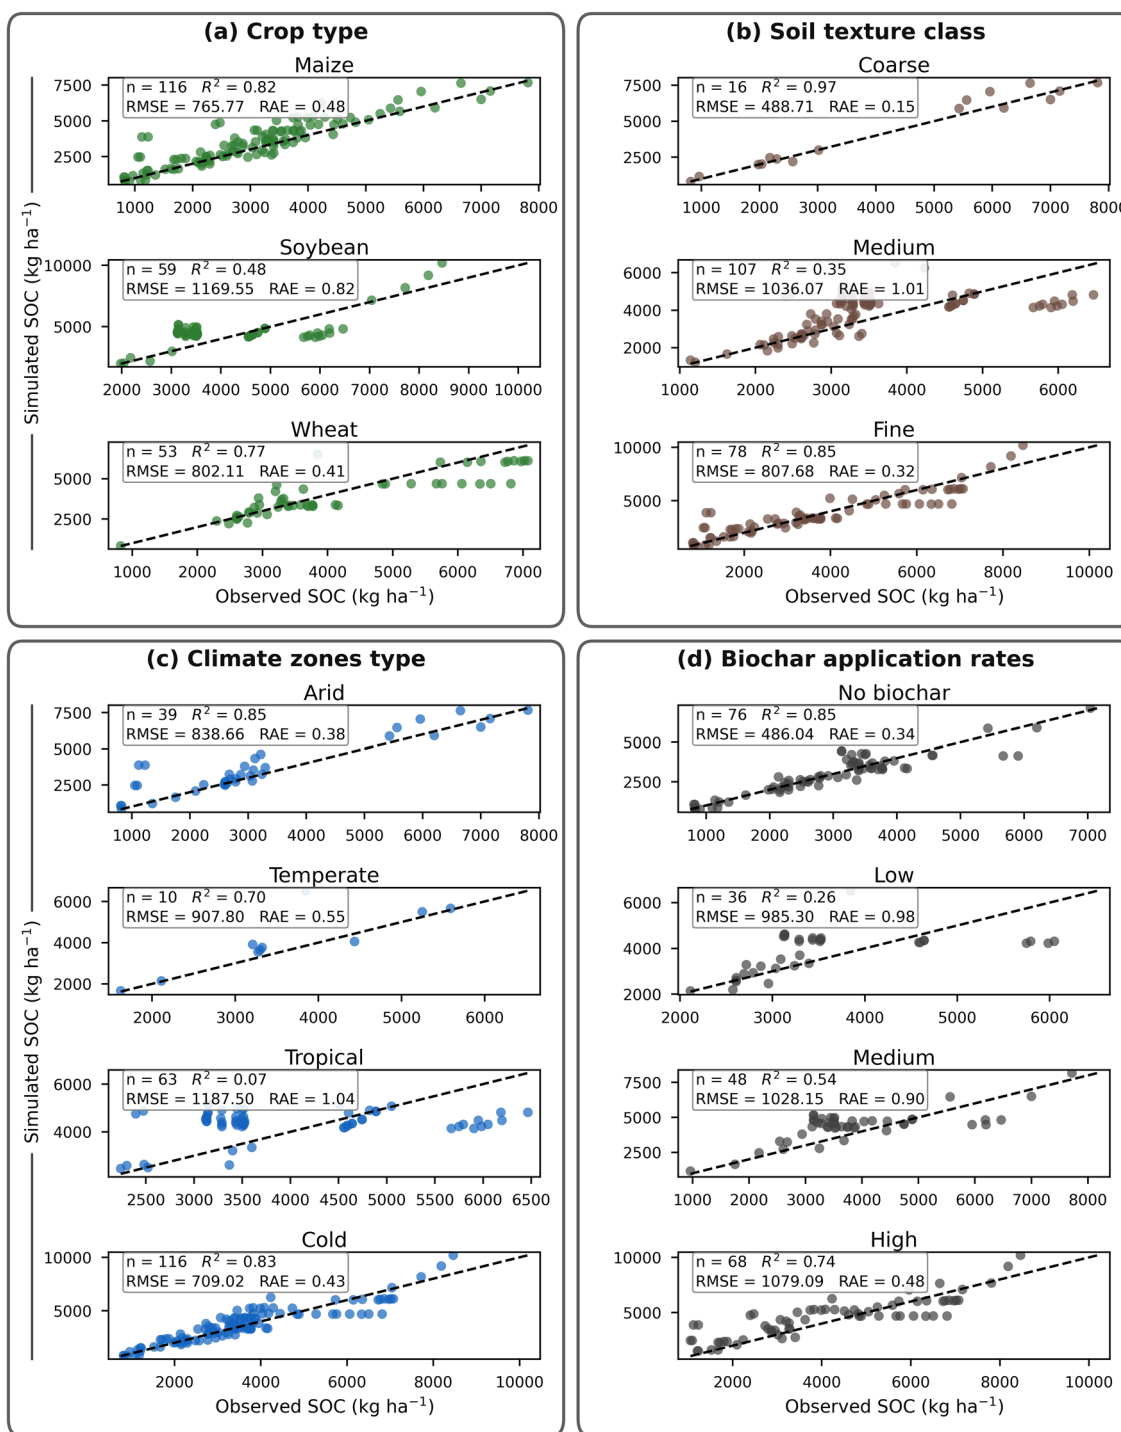 (a) Crop type
Maize
n = 116 R² = 0.82
RMSE = 765.77 RAE = 0.48
7500
5000
2500
1000 2000 3000 4000 5000 6000 7000 8000
Soybean
n = 59 R² = 0.48
RMSE = 1169.55 RAE = 0.82
10000
5000
2000 3000 4000 5000 6000 7000 8000 9000 10000
Wheat
n = 53 R² = 0.77
RMSE = 802.11 RAE = 0.41
5000
2500
1000 2000 3000 4000 5000 6000 7000
Observed SOC (kg ha⁻¹)
Simulated SOC (kg ha⁻¹)
(b) Soil texture class
Coarse
n = 16 R² = 0.97
RMSE = 488.71 RAE = 0.15
7500
5000
2500
1000 2000 3000 4000 5000 6000 7000 800
Medium
n = 107 R² = 0.35
RMSE = 1036.07 RAE = 1.01
6000
4000
2000
1000 2000 3000 4000 5000 6000
Fine
n = 78 R² = 0.85
RMSE = 807.68 RAE = 0.32
10000
5000
2000 4000 6000 8000 10000
Observed SOC (kg ha⁻¹)
(c) Climate zones type
Arid
n = 39 R² = 0.85
RMSE = 838.66 RAE = 0.38
7500
5000
2500
1000 2000 3000 4000 5000 6000 7000 8000
Temperate
n = 10 R² = 0.70
RMSE = 907.80 RAE = 0.55
6000
4000
2000
2000 3000 4000 5000 6000
Tropical
n = 63 R² = 0.07
RMSE = 1187.50 RAE = 1.04
6000
4000
2500 3000 3500 4000 4500 5000 5500 6000 6500
Cold
n = 116 R² = 0.83
RMSE = 709.02 RAE = 0.43
10000
5000
2000 4000 6000 8000 10000
Observed SOC (kg ha⁻¹)
Simulated SOC (kg ha⁻¹)
(d) Biochar application rates
No biochar
n = 76 R² = 0.85
RMSE = 486.04 RAE = 0.34
5000
2500
1000 2000 3000 4000 5000 6000 7000
Low
n = 36 R² = 0.26
RMSE = 985.30 RAE = 0.98
6000
4000
2000
2000 3000 4000 5000 6000
Medium
n = 48 R² = 0.54
RMSE = 1028.15 RAE = 0.90
7500
5000
2500
1000 2000 3000 4000 5000 6000 7000 8000
High
n = 68 R² = 0.74
RMSE = 1079.09 RAE = 0.48
10000
7500
5000
2500
2000 4000 6000 8000 10000
Observed SOC (kg ha⁻¹)